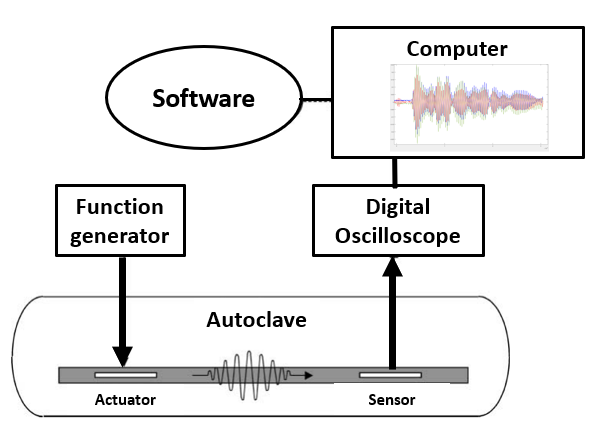 Computer
Software
Function
generator
Digital
Oscilloscope
Autoclave
Actuator
Sensor